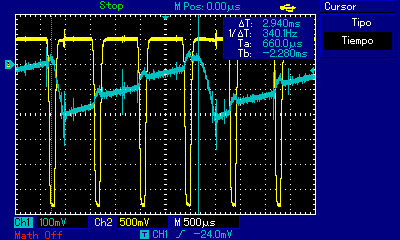 Stop
M Pos: 0.00µs
Cursor
ΔT: 2.940ms
1/ΔT: 340.1Hz
Ta: 660.0µs
Tb: -2.280ms
Tipo
Tiempo
Ch1 100mV
Ch2 500mV
M 500µs
Math Off
T CH1 -24.0mV